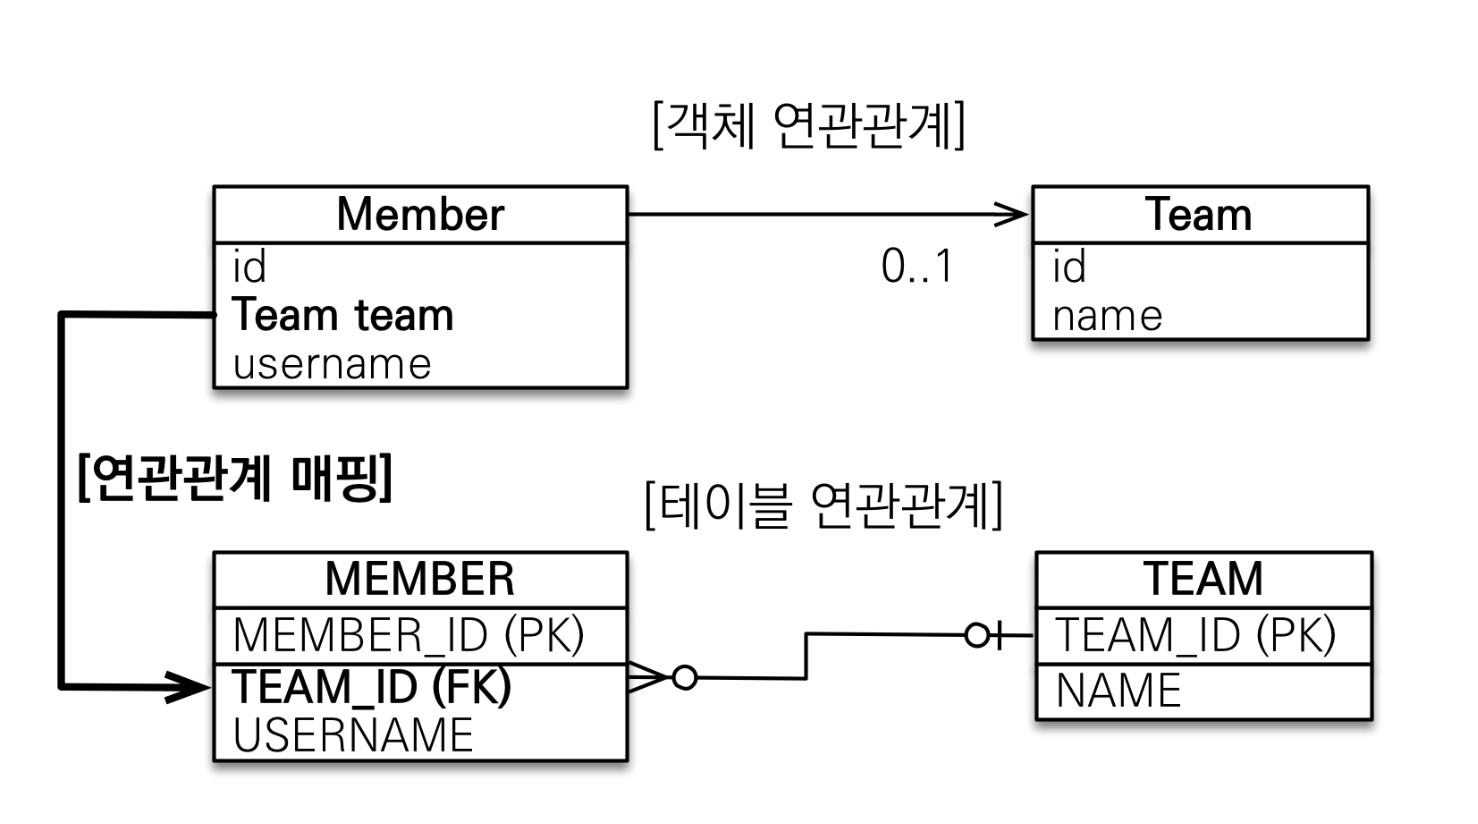 [객체 연관관계]
Member
id
Team team
username
0..1
Team
id
name
[연관관계 매핑]
[테이블 연관관계]
MEMBER
MEMBER_ID (PK)
TEAM_ID (FK)
USERNAME
TEAM
TEAM_ID (PK)
NAME